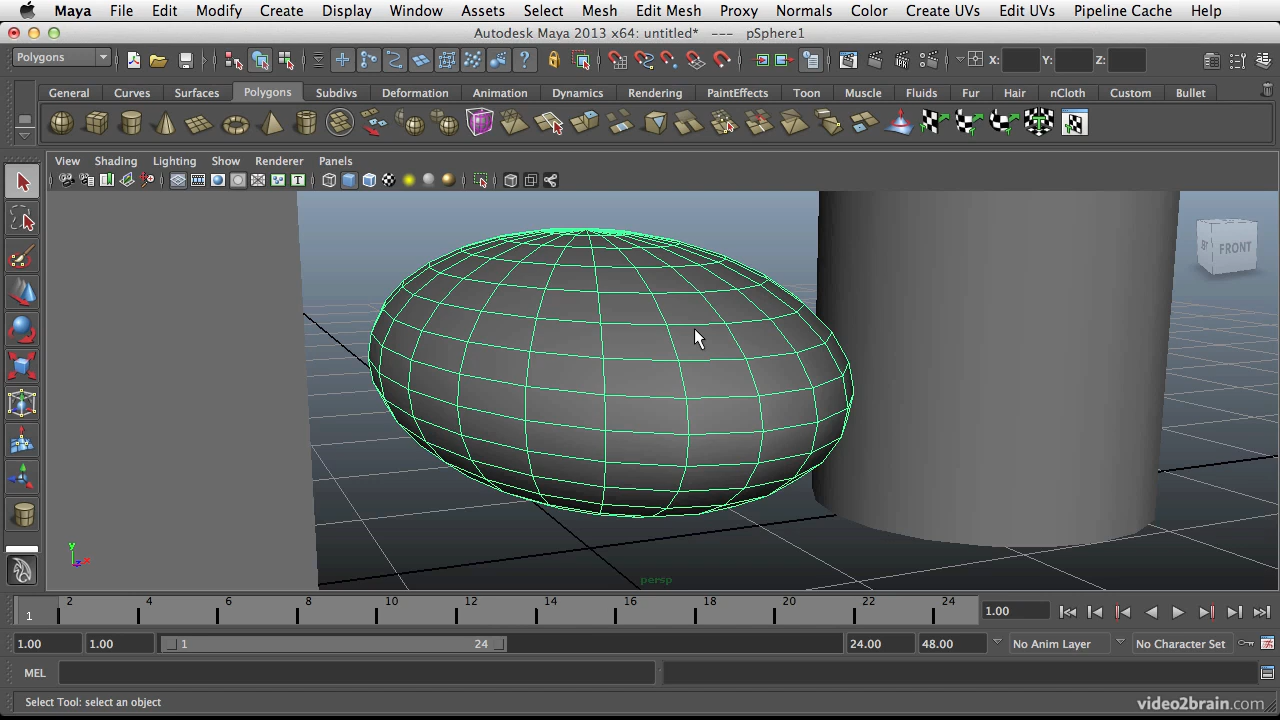 Maya File Edit Modify Create Display Window Assets Select Mesh Edit Mesh Proxy Normals Color Create UVs Edit UVs Pipeline Cache Help
Autodesk Maya 2013 x64: untitled* --- pSphere1
Polygons
X: Y: Z:
General Curves Surfaces Polygons Subdivs Deformation Animation Dynamics Rendering PaintEffects Toon Muscle Fluids Fur Hair nCloth Custom Bullet
View Shading Lighting Show Renderer Panels
FRONT
y
x
z
persp
1 2 4 6 8 10 12 14 16 18 20 22 24 1.00
1.00 1.00 1 24 24.00 48.00 No Anim Layer No Character Set
MEL
Select Tool: select an object
video2brain.com